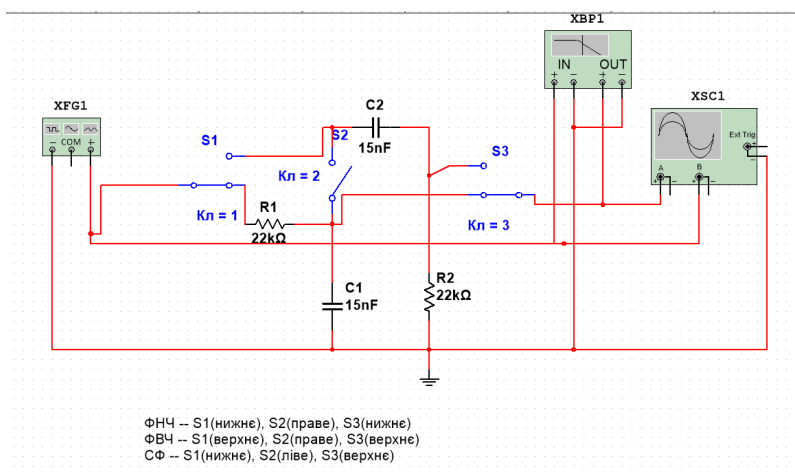 XBP1
IN OUT
+ − + −
XSC1
Ext Trig
+
−
A B
+ − + −
XFG1
− COM +
S1
S2
C2
15nF
S3
Кл = 2
Кл = 1
R1
22kΩ
Кл = 3
C1
15nF
R2
22kΩ
ФНЧ -- S1(нижнє), S2(праве), S3(нижнє)
ФВЧ -- S1(верхнє), S2(праве), S3(верхнє)
СФ -- S1(нижнє), S2(ліве), S3(верхнє)